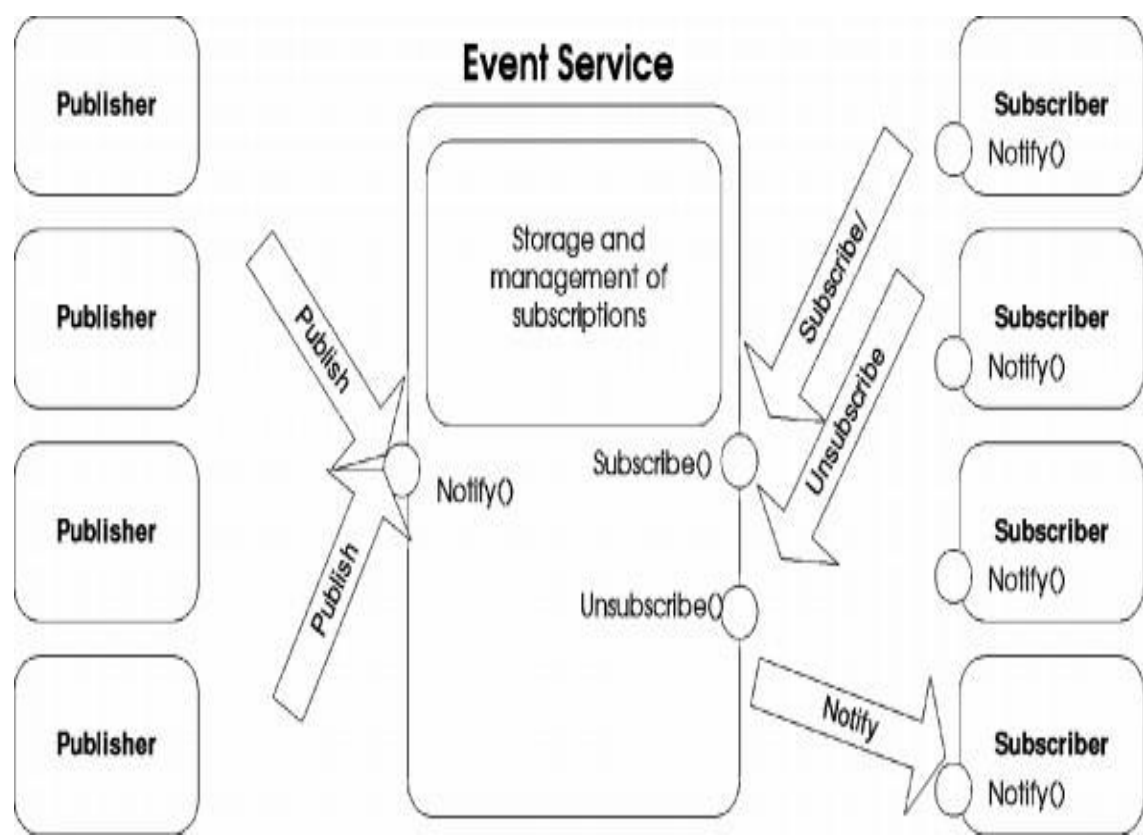 Event Service
Publisher
Publisher
Publisher
Publisher
Publish
Publish
Storage and
management of
subscriptions
Notify()
Subscribe()
Unsubscribe()
Subscribe/
Unsubscribe
Notify
Subscriber
Notify()
Subscriber
Notify()
Subscriber
Notify()
Subscriber
Notify()